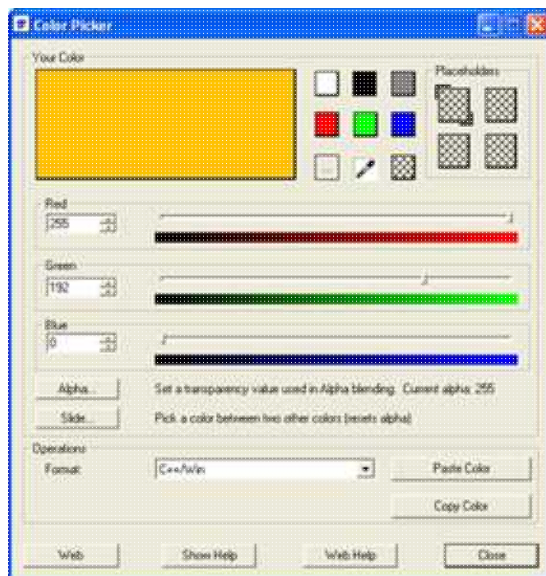 Color Picker
Your Color
Placeholders
...
Red
255
Green
192
Blue
0
Alpha... Set a transparency value used in Alpha blending. Current alpha: 255
Slide... Pick a color between two other colors (resets alpha)
Operations
Format: C++/Win Paste Color
Copy Color
Web Show Help Web Help Close